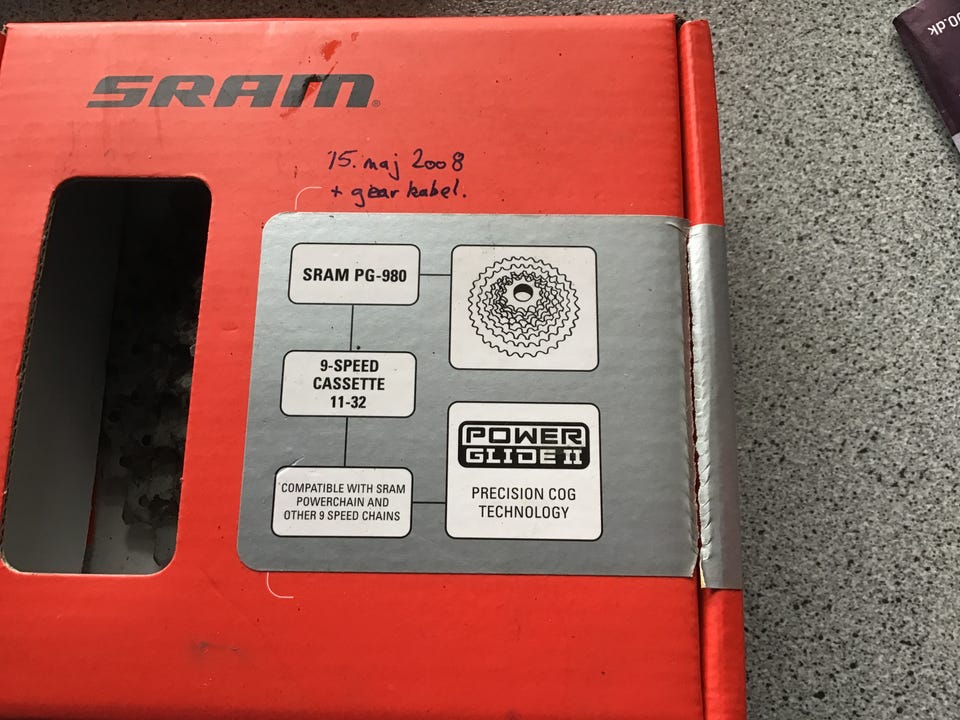 SRAM
15. maj 2008
+ gear kabel.
SRAM PG-980
9-SPEED
CASSETTE
11-32
COMPATIBLE WITH SRAM
POWERCHAIN AND
OTHER 9 SPEED CHAINS
POWER
GLIDE II
PRECISION COG
TECHNOLOGY